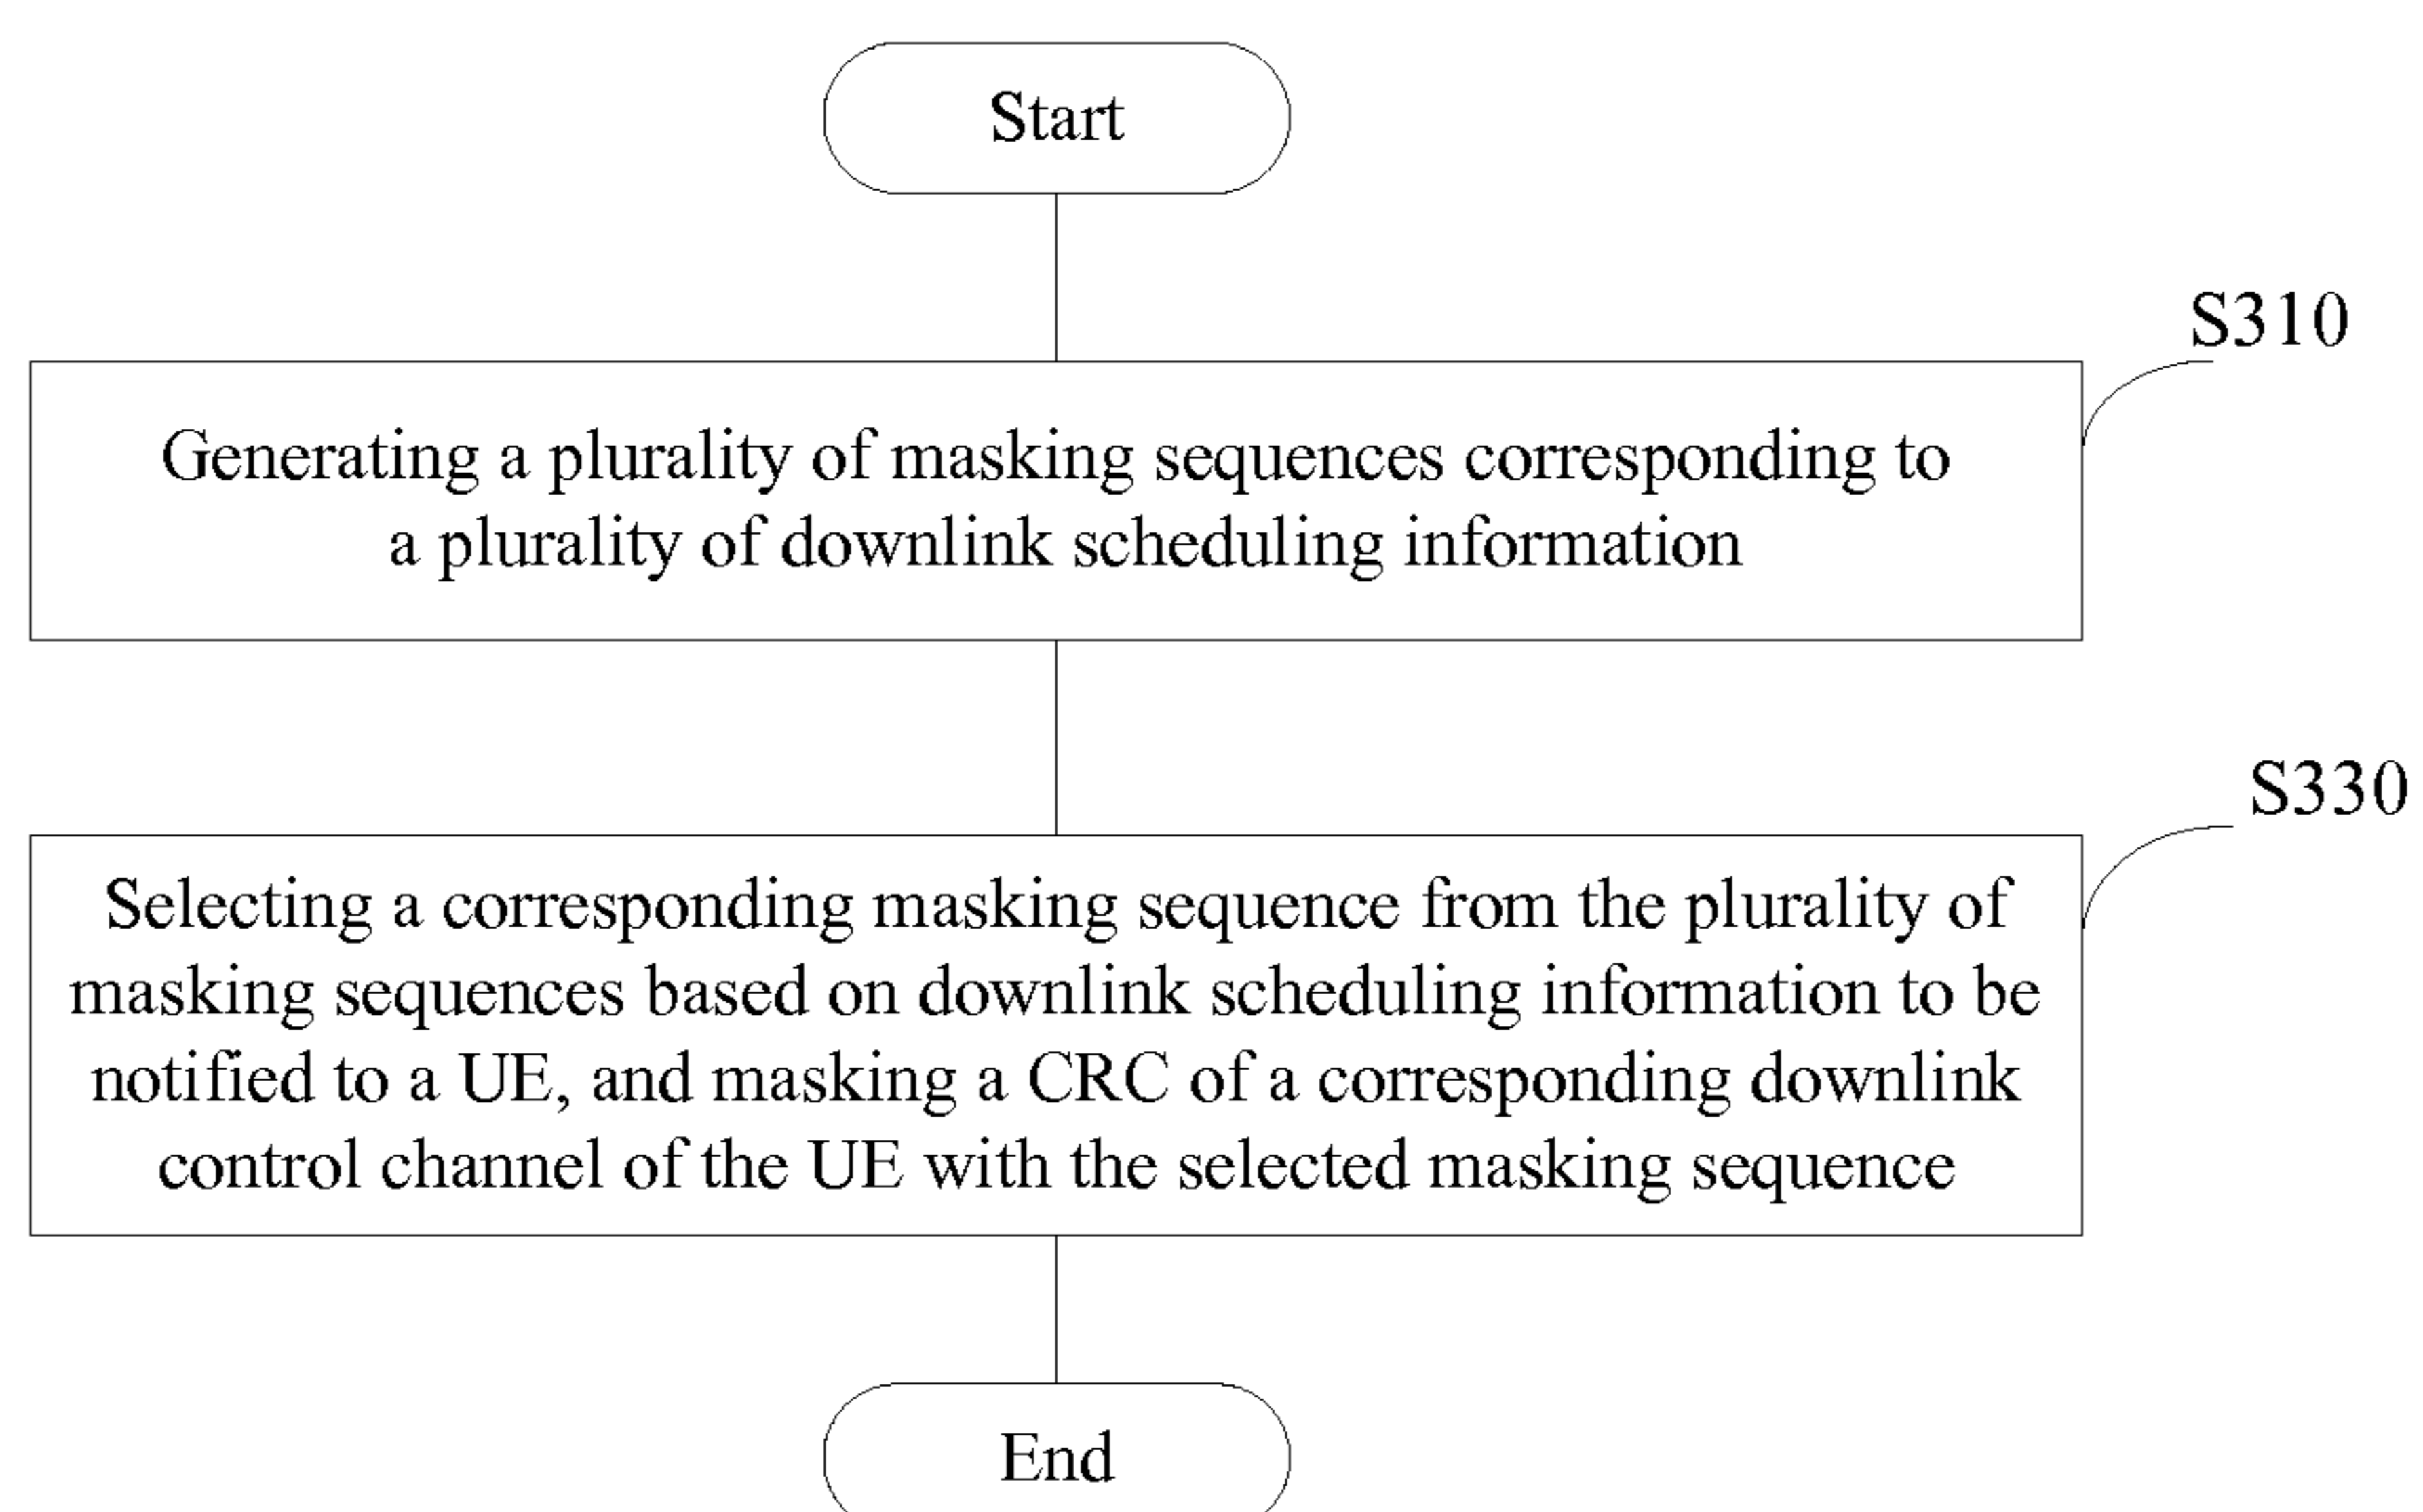 Start
S310
Generating a plurality of masking sequences corresponding to
a plurality of downlink scheduling information
S330
Selecting a corresponding masking sequence from the plurality of
masking sequences based on downlink scheduling information to be
notified to a UE, and masking a CRC of a corresponding downlink
control channel of the UE with the selected masking sequence
End